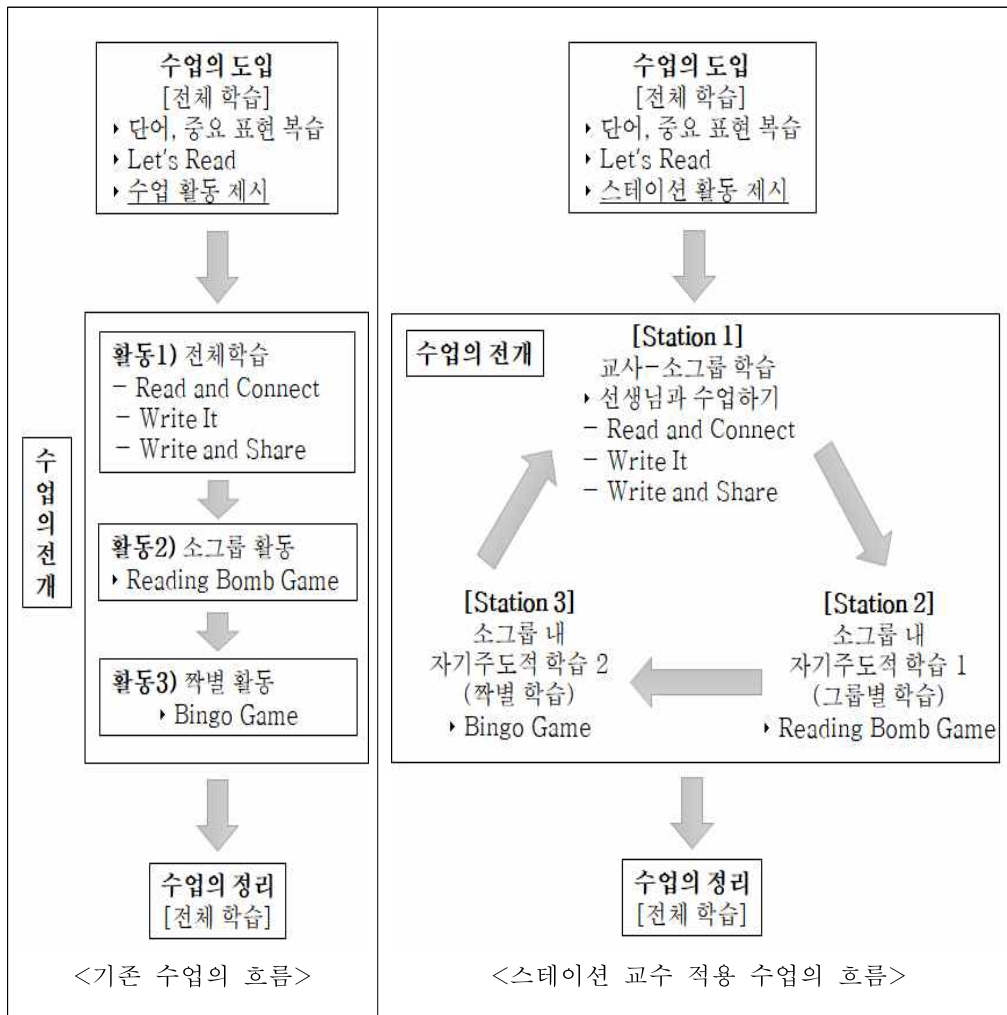 수업의 도입
[전체 학습]
‣ 단어, 중요 표현 복습
‣ Let's Read
‣ 수업 활동 제시
수업의전개
활동1) 전체학습
- Read and Connect
- Write It
- Write and Share
활동2) 소그룹 활동
‣ Reading Bomb Game
활동3) 짝별 활동
‣ Bingo Game
수업의 정리
[전체 학습]
<기존 수업의 흐름>
수업의 도입
[전체 학습]
‣ 단어, 중요 표현 복습
‣ Let's Read
‣ 스테이션 활동 제시
수업의 전개
[Station 1]
교사-소그룹 학습
‣ 선생님과 수업하기
- Read and Connect
- Write It
- Write and Share
[Station 2]
소그룹 내
자기주도적 학습 1
(그룹별 학습)
‣ Reading Bomb Game
[Station 3]
소그룹 내
자기주도적 학습 2
(짝별 학습)
‣ Bingo Game
수업의 정리
[전체 학습]
<스테이션 교수 적용 수업의 흐름>